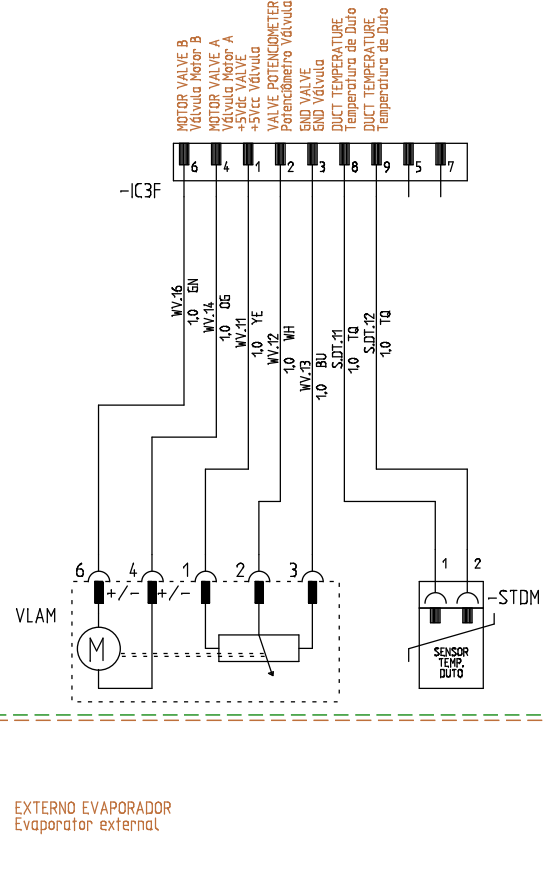 MOTOR VALVE B
Válvula Motor B
MOTOR VALVE A
Válvula Motor A
+5Vdc VALVE
+5Vcc Válvula
VALVE POTENCIOMETER
Potenciômetro Válvula
GND VALVE
GND Válvula
DUCT TEMPERATURE
Temperatura de Duto
DUCT TEMPERATURE
Temperatura de Duto
6 4 1 2 3 8 9 5 7
-IC3F
WV.16
1,0 GN
WV.14
1,0 OG
WV.11
1,0 YE
WV.12
1,0 WH
WV.13
1,0 BU
S.DT.11
1,0 TQ
S.DT.12
1,0 TQ
6 4 1 2 3
+/- +/-
1 2
VLAM
M
-STDM
SENSOR
TEMP.
DUTO
EXTERNO EVAPORADOR
Evaporator external